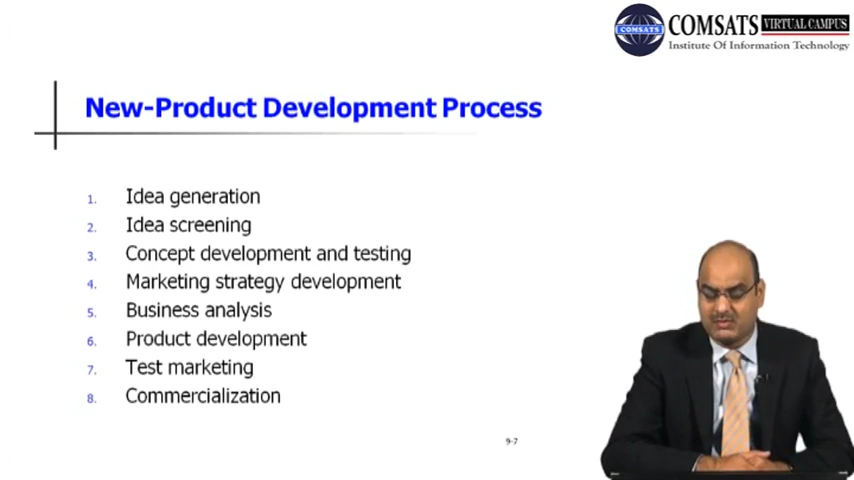 COMSATS
COMSATS VIRTUAL CAMPUS
Institute Of Information Technology
New-Product Development Process
1. Idea generation
2. Idea screening
3. Concept development and testing
4. Marketing strategy development
5. Business analysis
6. Product development
7. Test marketing
8. Commercialization
9-7